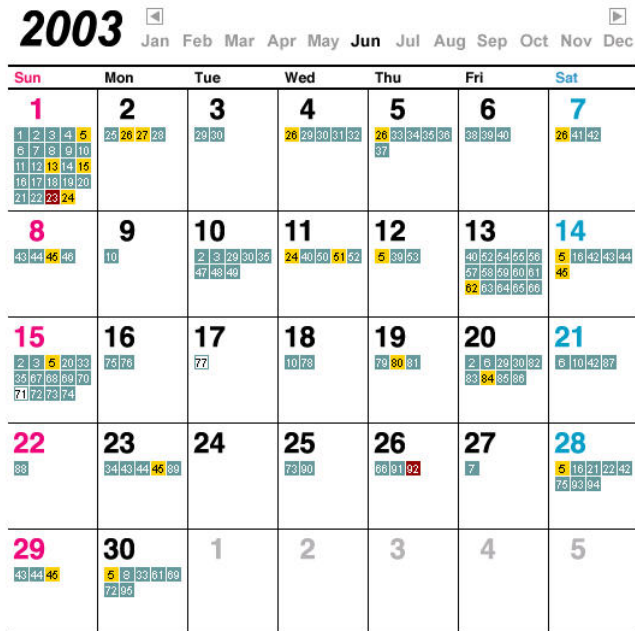 2003
Jan Feb Mar Apr May Jun Jul Aug Sep Oct Nov Dec
Sun Mon Tue Wed Thu Fri Sat
1 2 3 4 5 6 7
1 2 3 4 5 25 26 27 28 29 30 26 29 30 31 32 26 33 34 35 36 38 39 40 26 41 42
6 7 8 9 10 37
11 12 13 14 15
16 17 18 19 20
21 22 23 24
8 9 10 11 12 13 14
43 44 45 46 10 2 3 29 30 35 24 40 50 51 52 5 39 53 40 52 54 55 56 5 16 42 43 44
47 48 49 57 58 59 60 61 45
62 63 64 65 66
15 16 17 18 19 20 21
2 3 5 20 33 75 76 77 10 78 79 80 81 2 6 29 30 82 6 10 42 87
35 67 68 69 70 83 84 85 86
71 72 73 74
22 23 24 25 26 27 28
88 34 43 44 45 89 73 90 66 91 92 7 5 16 21 22 42
75 93 94
29 30 1 2 3 4 5
43 44 45 5 8 33 61 69
72 95